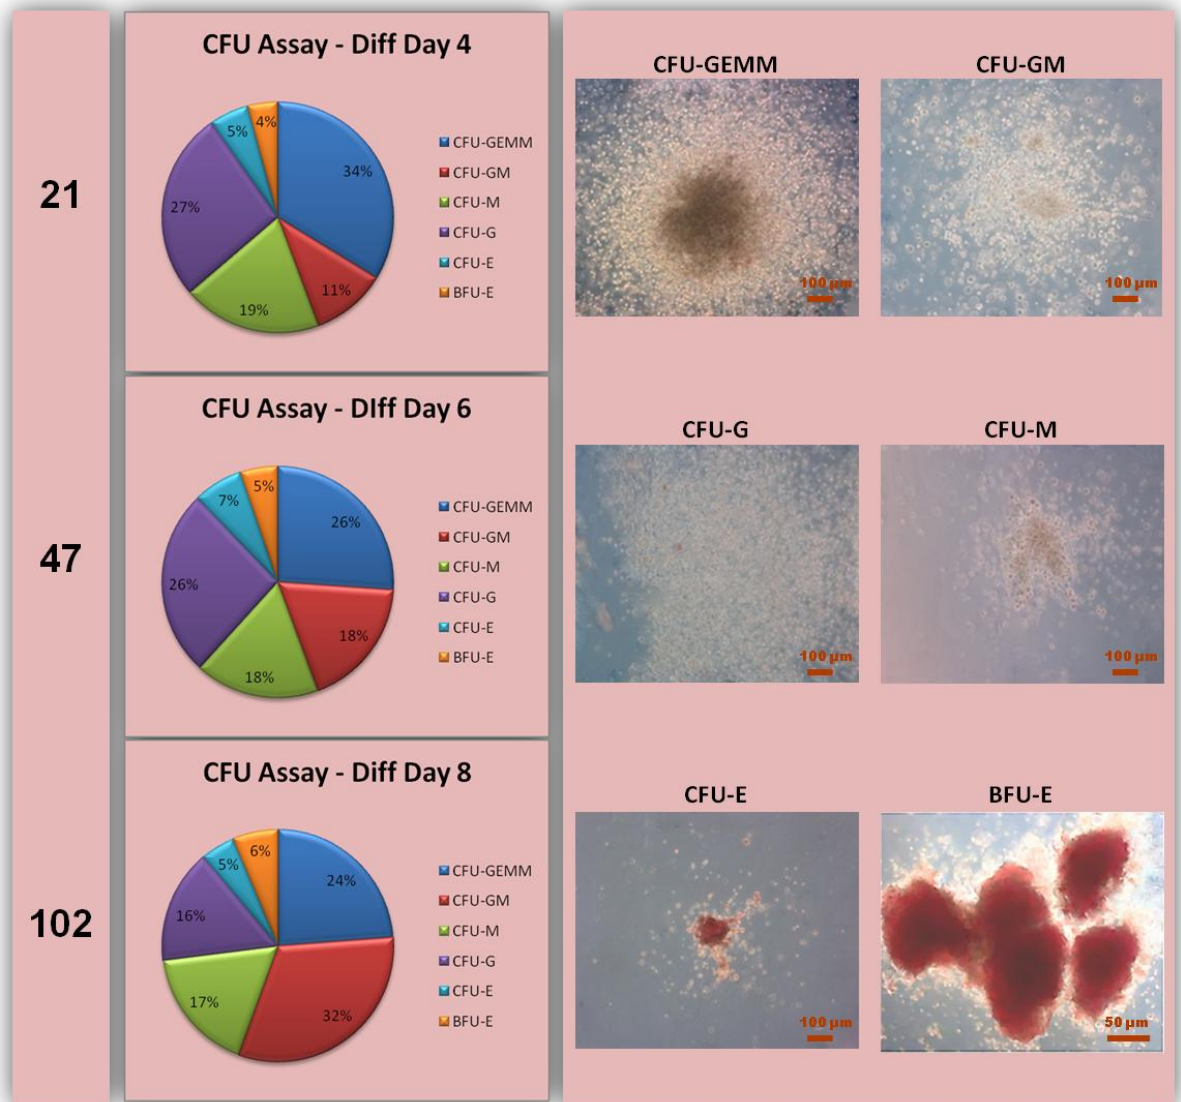 21
CFU Assay - Diff Day 4
4%
5%
34%
27%
11%
19%
CFU-GEMM
CFU-GM
CFU-M
CFU-G
CFU-E
BFU-E
CFU-GEMM
100 µm
CFU-GM
100 µm
47
CFU Assay - DIff Day 6
5%
7%
26%
26%
18%
18%
CFU-GEMM
CFU-GM
CFU-M
CFU-G
CFU-E
BFU-E
CFU-G
100 µm
CFU-M
100 µm
102
CFU Assay - Diff Day 8
6%
5%
24%
16%
17%
32%
CFU-GEMM
CFU-GM
CFU-M
CFU-G
CFU-E
BFU-E
CFU-E
100 µm
BFU-E
50 µm